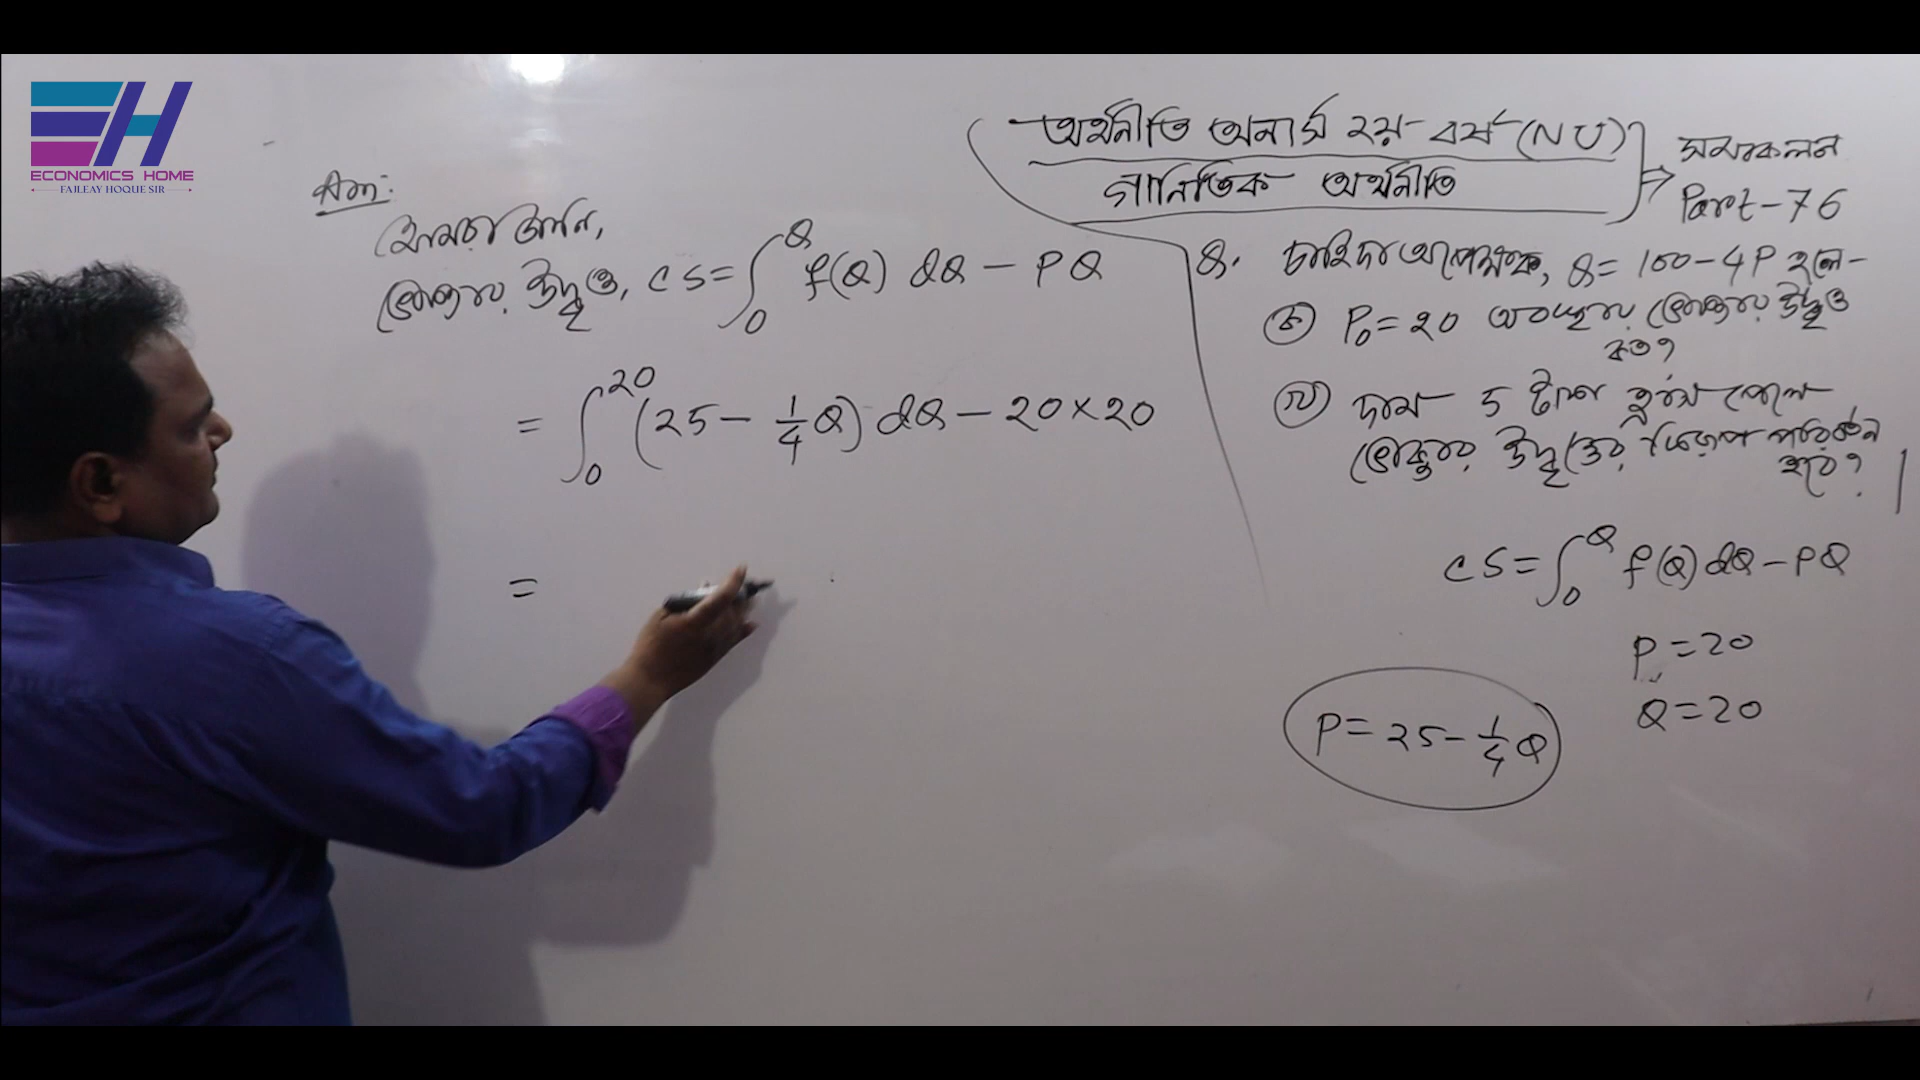 ECONOMICS HOME
FAILEAY HOQUE SIR
অর্থনীতি অনার্স ২য় বর্ষ (NU)
গানিতিক অর্থনীতি
সমাকলন
Part-76
Q. চাহিদা অপেক্ষক, Q = 100-4P হলে-
ক) P₀ = 20 অবস্থায় ভোক্তার উদ্বৃত্ত
কত?
খ) দাম 5 টাকা হ্রাস পেলে
ভোক্তার উদ্বৃত্তের কিরূপ পরিবর্তন
হবে?
CS = ∫₀^Q f(Q) dQ - PQ
P = 20
Q = 20
P = 25 - 1/4 Q
Ans:
আমরা জানি,
ভোক্তার উদ্বৃত্ত, CS = ∫₀^Q f(Q) dQ - PQ
= ∫₀^20 (25 - 1/4 Q) dQ - 20 × 20
=